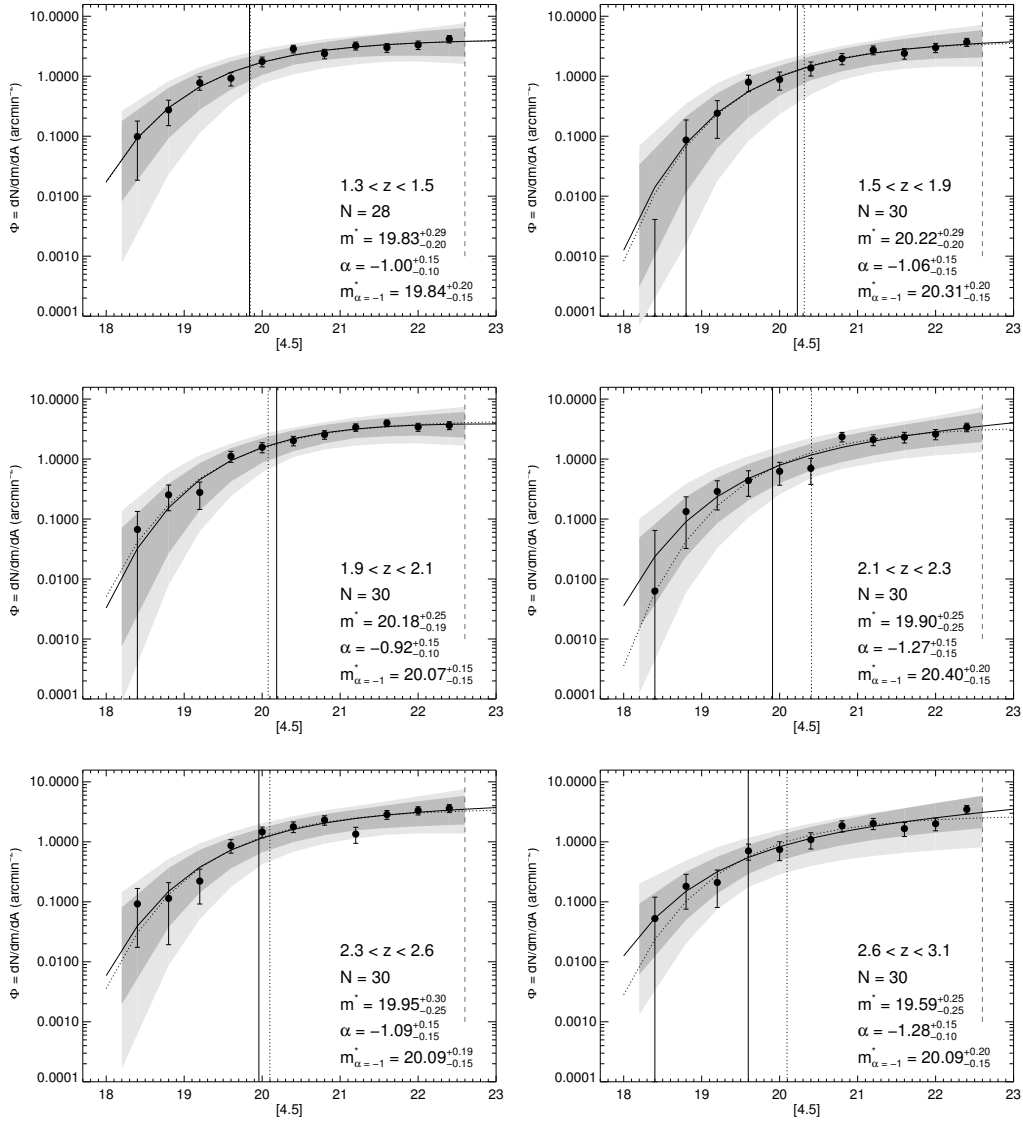 10.0000
1.0000
0.1000
0.0100
0.0010
0.0001
Φ = dN/dm/dA (arcmin⁻²)
1.3 < z < 1.5
N = 28
m* = 19.83 +0.29 −0.20
α = −1.00 +0.15 −0.10
m*α = −1 = 19.84 +0.20 −0.15
18 19 20 21 22 23
[4.5]
10.0000
1.0000
0.1000
0.0100
0.0010
0.0001
Φ = dN/dm/dA (arcmin⁻²)
1.5 < z < 1.9
N = 30
m* = 20.22 +0.29 −0.20
α = −1.06 +0.15 −0.15
m*α = −1 = 20.31 +0.20 −0.15
18 19 20 21 22 23
[4.5]
10.0000
1.0000
0.1000
0.0100
0.0010
0.0001
Φ = dN/dm/dA (arcmin⁻²)
1.9 < z < 2.1
N = 30
m* = 20.18 +0.25 −0.19
α = −0.92 +0.15 −0.10
m*α = −1 = 20.07 +0.15 −0.15
18 19 20 21 22 23
[4.5]
10.0000
1.0000
0.1000
0.0100
0.0010
0.0001
Φ = dN/dm/dA (arcmin⁻²)
2.1 < z < 2.3
N = 30
m* = 19.90 +0.25 −0.25
α = −1.27 +0.15 −0.15
m*α = −1 = 20.40 +0.20 −0.15
18 19 20 21 22 23
[4.5]
10.0000
1.0000
0.1000
0.0100
0.0010
0.0001
Φ = dN/dm/dA (arcmin⁻²)
2.3 < z < 2.6
N = 30
m* = 19.95 +0.30 −0.25
α = −1.09 +0.15 −0.15
m*α = −1 = 20.09 +0.19 −0.15
18 19 20 21 22 23
[4.5]
10.0000
1.0000
0.1000
0.0100
0.0010
0.0001
Φ = dN/dm/dA (arcmin⁻²)
2.6 < z < 3.1
N = 30
m* = 19.59 +0.25 −0.25
α = −1.28 +0.15 −0.10
m*α = −1 = 20.09 +0.20 −0.15
18 19 20 21 22 23
[4.5]